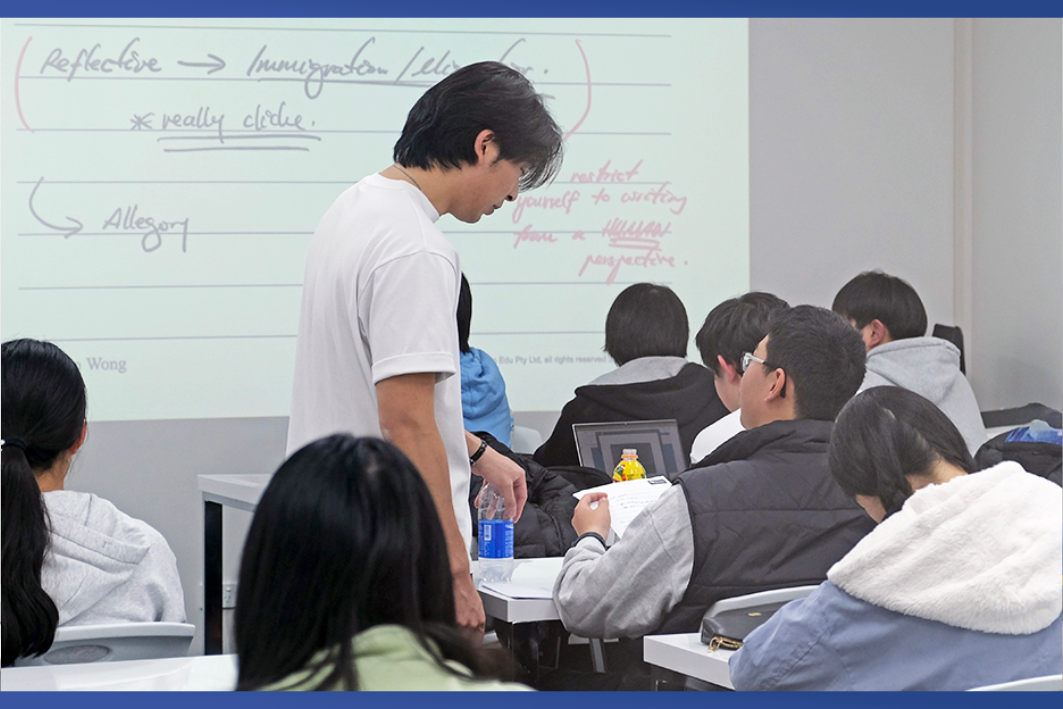 Reflective → Immigration /
* really cliche.
Allegory
restrict
yourself to writing
from a HUMAN
perspective.
Wong
Edu Pty Ltd, all rights reserved